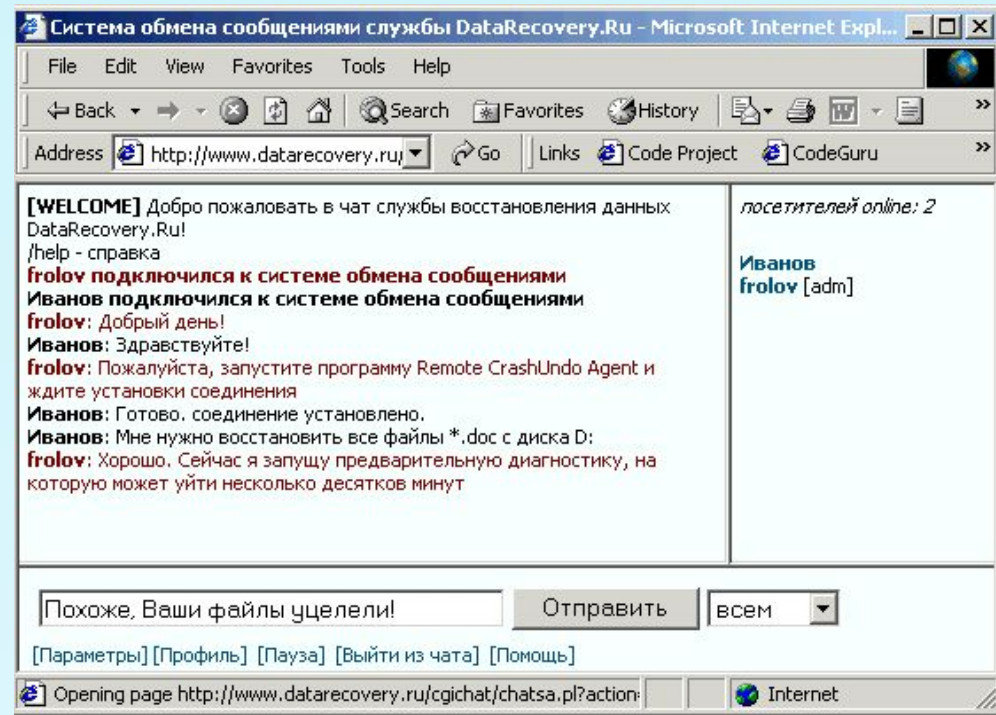 Система обмена сообщениями службы DataRecovery.Ru - Microsoft Internet Expl...
File Edit View Favorites Tools Help
Back Search Favorites History »
Address http://www.datarecovery.ru/ Go Links Code Project CodeGuru »
[WELCOME] Добро пожаловать в чат службы восстановления данных
DataRecovery.Ru!
/help - справка
frolov подключился к системе обмена сообщениями
Иванов подключился к системе обмена сообщениями
frolov: Добрый день!
Иванов: Здравствуйте!
frolov: Пожалуйста, запустите программу Remote CrashUndo Agent и
ждите установки соединения
Иванов: Готово. соединение установлено.
Иванов: Мне нужно восстановить все файлы *.doc с диска D:
frolov: Хорошо. Сейчас я запущу предварительную диагностику, на
которую может уйти несколько десятков минут
посетителей online: 2
Иванов
frolov [adm]
Похоже, Ваши файлы уцелели! Отправить всем
[Параметры] [Профиль] [Пауза] [Выйти из чата] [Помощь]
Opening page http://www.datarecovery.ru/cgichat/chatsa.pl?action= Internet